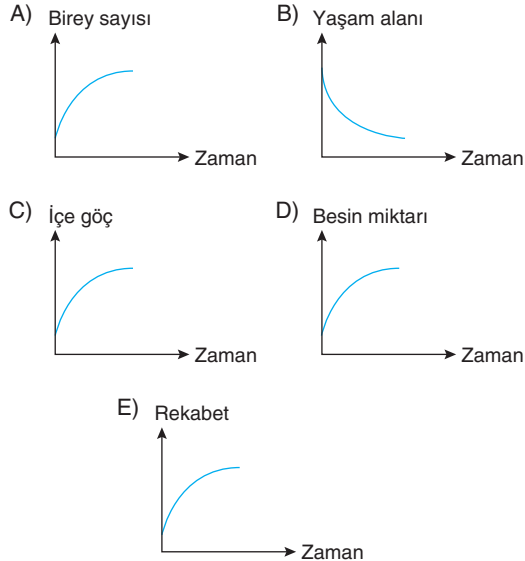 A) Birey sayısı
Zaman
B) Yaşam alanı
Zaman
C) İçe göç
Zaman
D) Besin miktarı
Zaman
E) Rekabet
Zaman